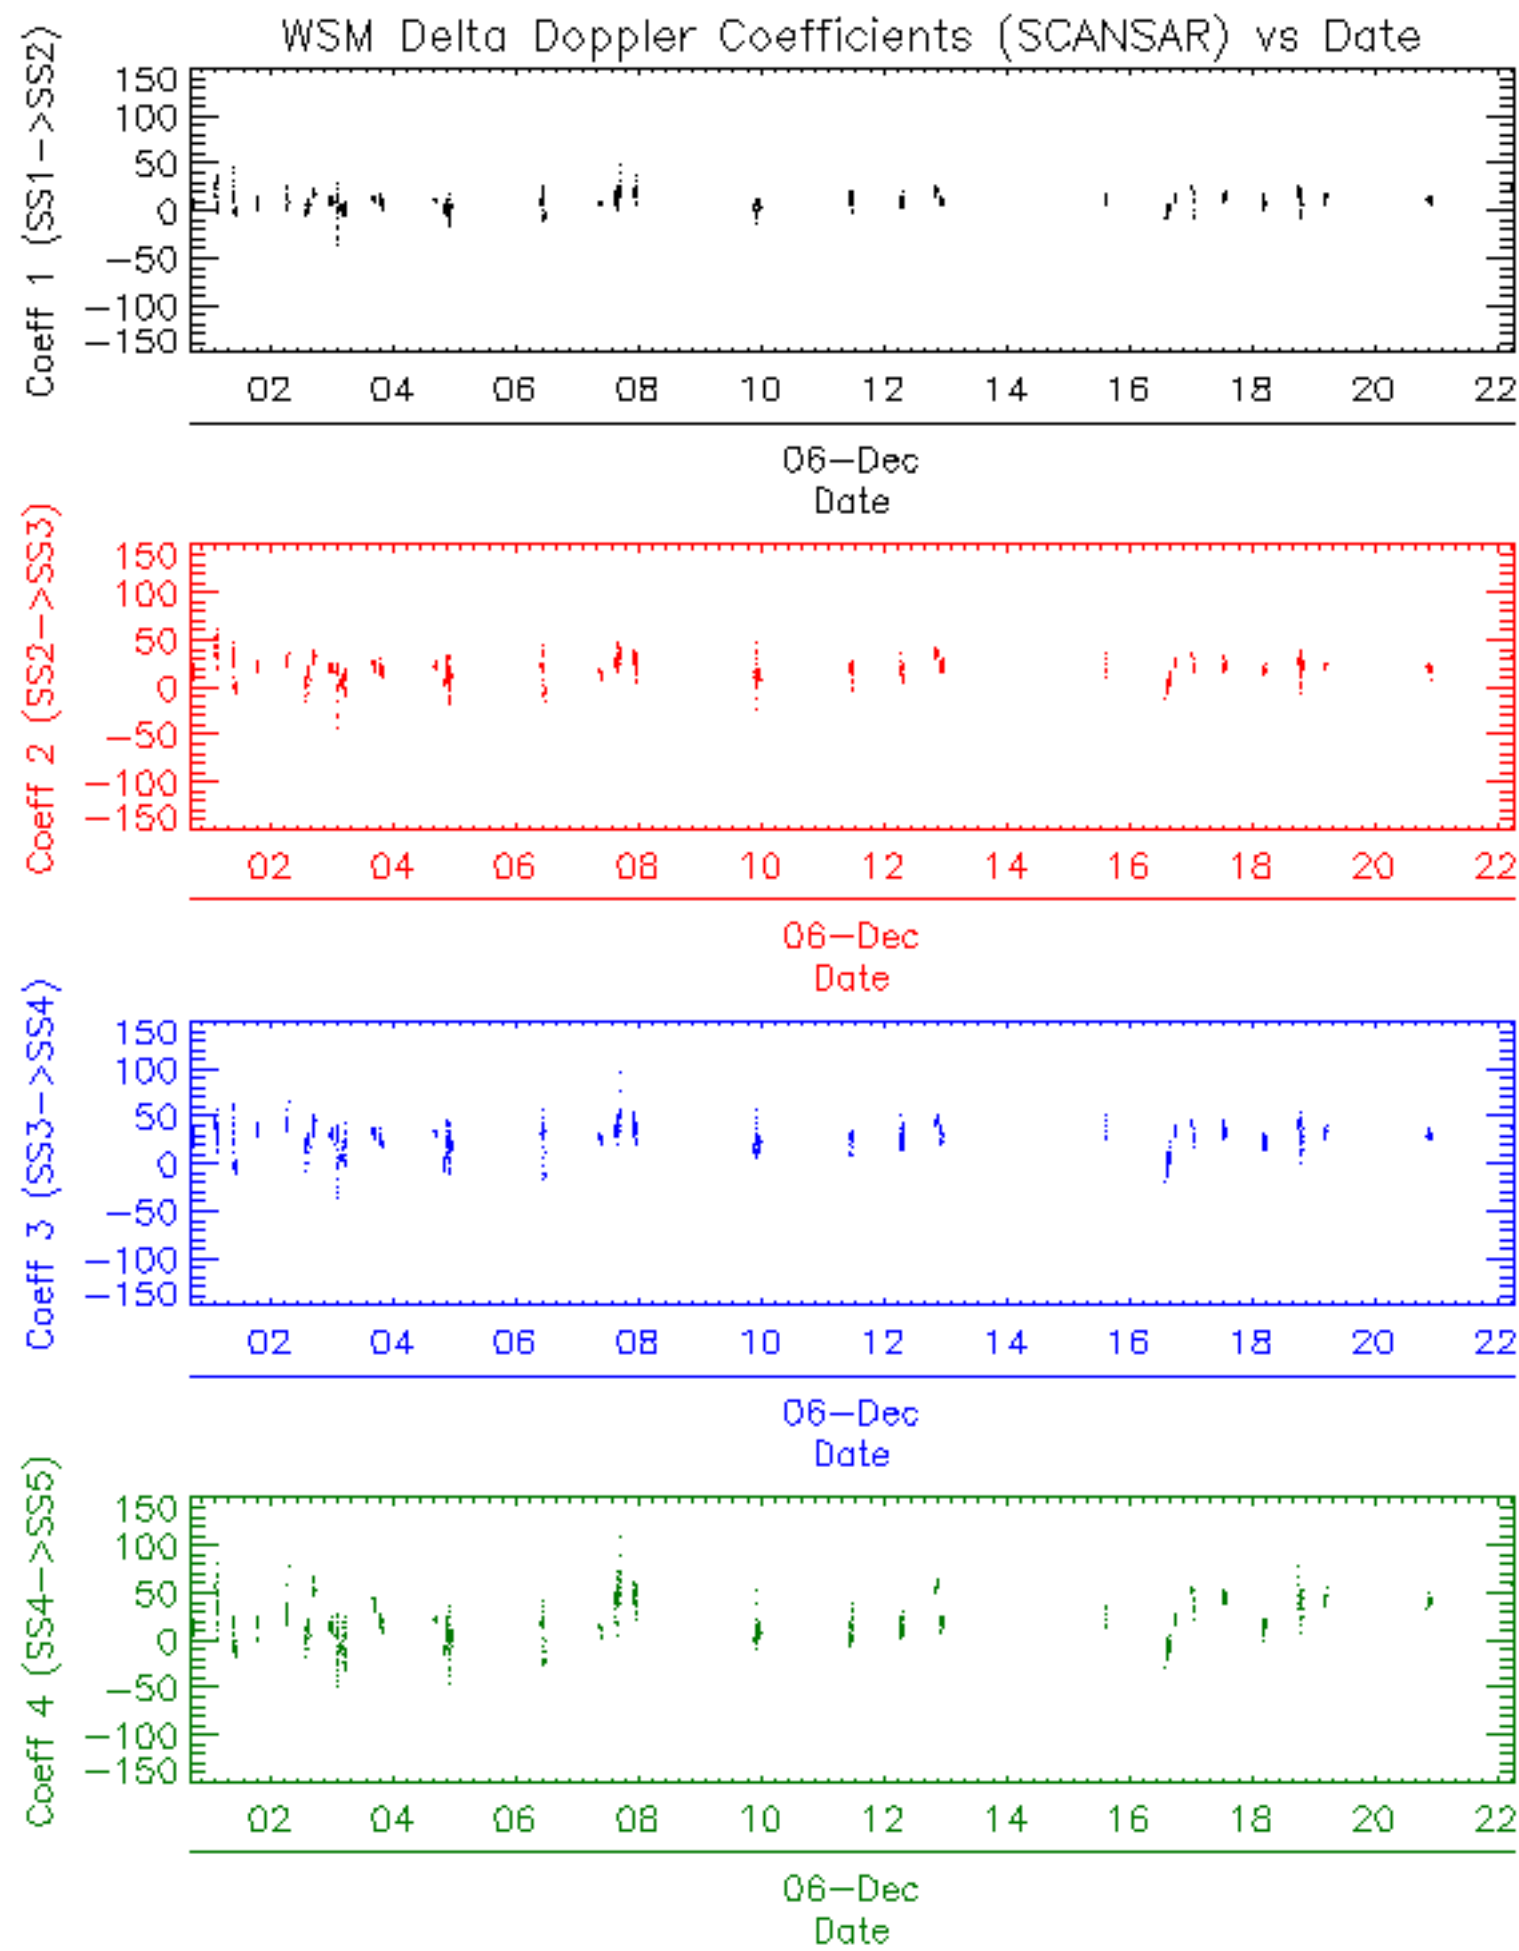 WSM Delta Doppler Coefficients (SCANSAR) vs Date
Coeff 1 (SS1->SS2)
150
100
50
0
-50
-100
-150
02 04 06 08 10 12 14 16 18 20 22
06-Dec
Date
Coeff 2 (SS2->SS3)
150
100
50
0
-50
-100
-150
02 04 06 08 10 12 14 16 18 20 22
06-Dec
Date
Coeff 3 (SS3->SS4)
150
100
50
0
-50
-100
-150
02 04 06 08 10 12 14 16 18 20 22
06-Dec
Date
Coeff 4 (SS4->SS5)
150
100
50
0
-50
-100
-150
02 04 06 08 10 12 14 16 18 20 22
06-Dec
Date